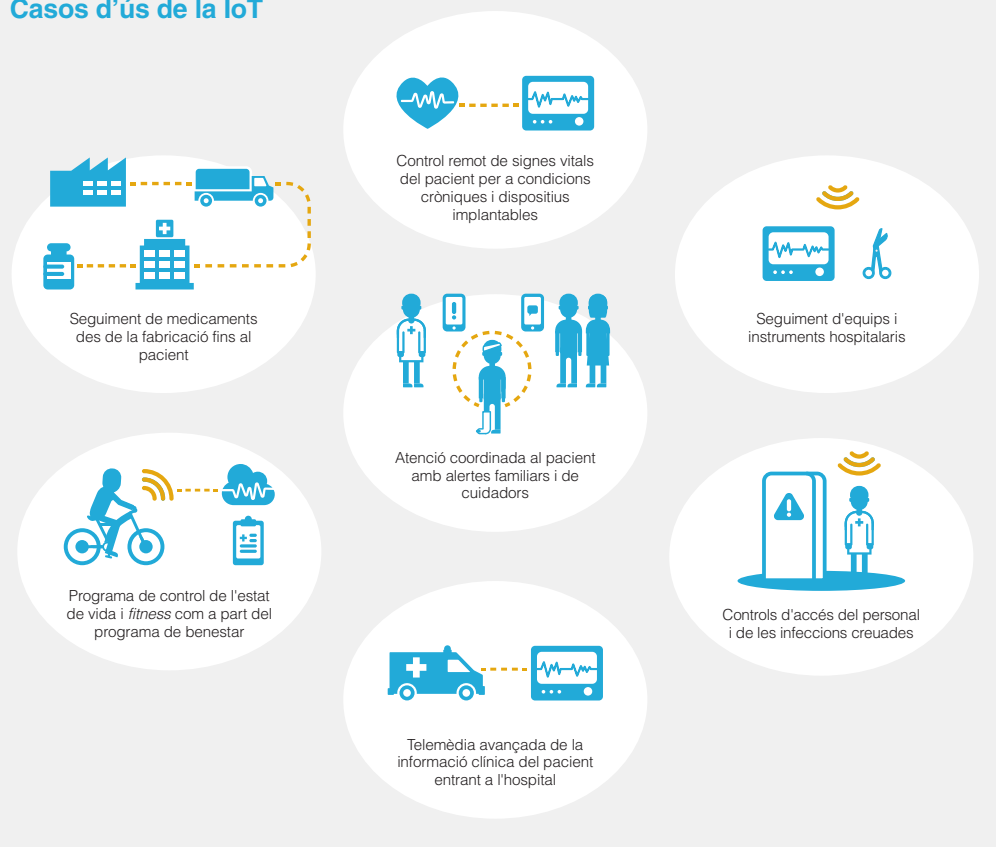 Casos d'ús de la IoT
Control remot de signes vitals
del pacient per a condicions
cròniques i dispositius
implantables
Seguiment de medicaments
des de la fabricació fins al
pacient
Seguiment d'equips i
instruments hospitalaris
Atenció coordinada al pacient
amb alertes familiars i de
cuidadors
Programa de control de l'estat
de vida i fitness com a part del
programa de benestar
Controls d'accés del personal
i de les infeccions creuades
Telemèdia avançada de la
informació clínica del pacient
entrant a l'hospital